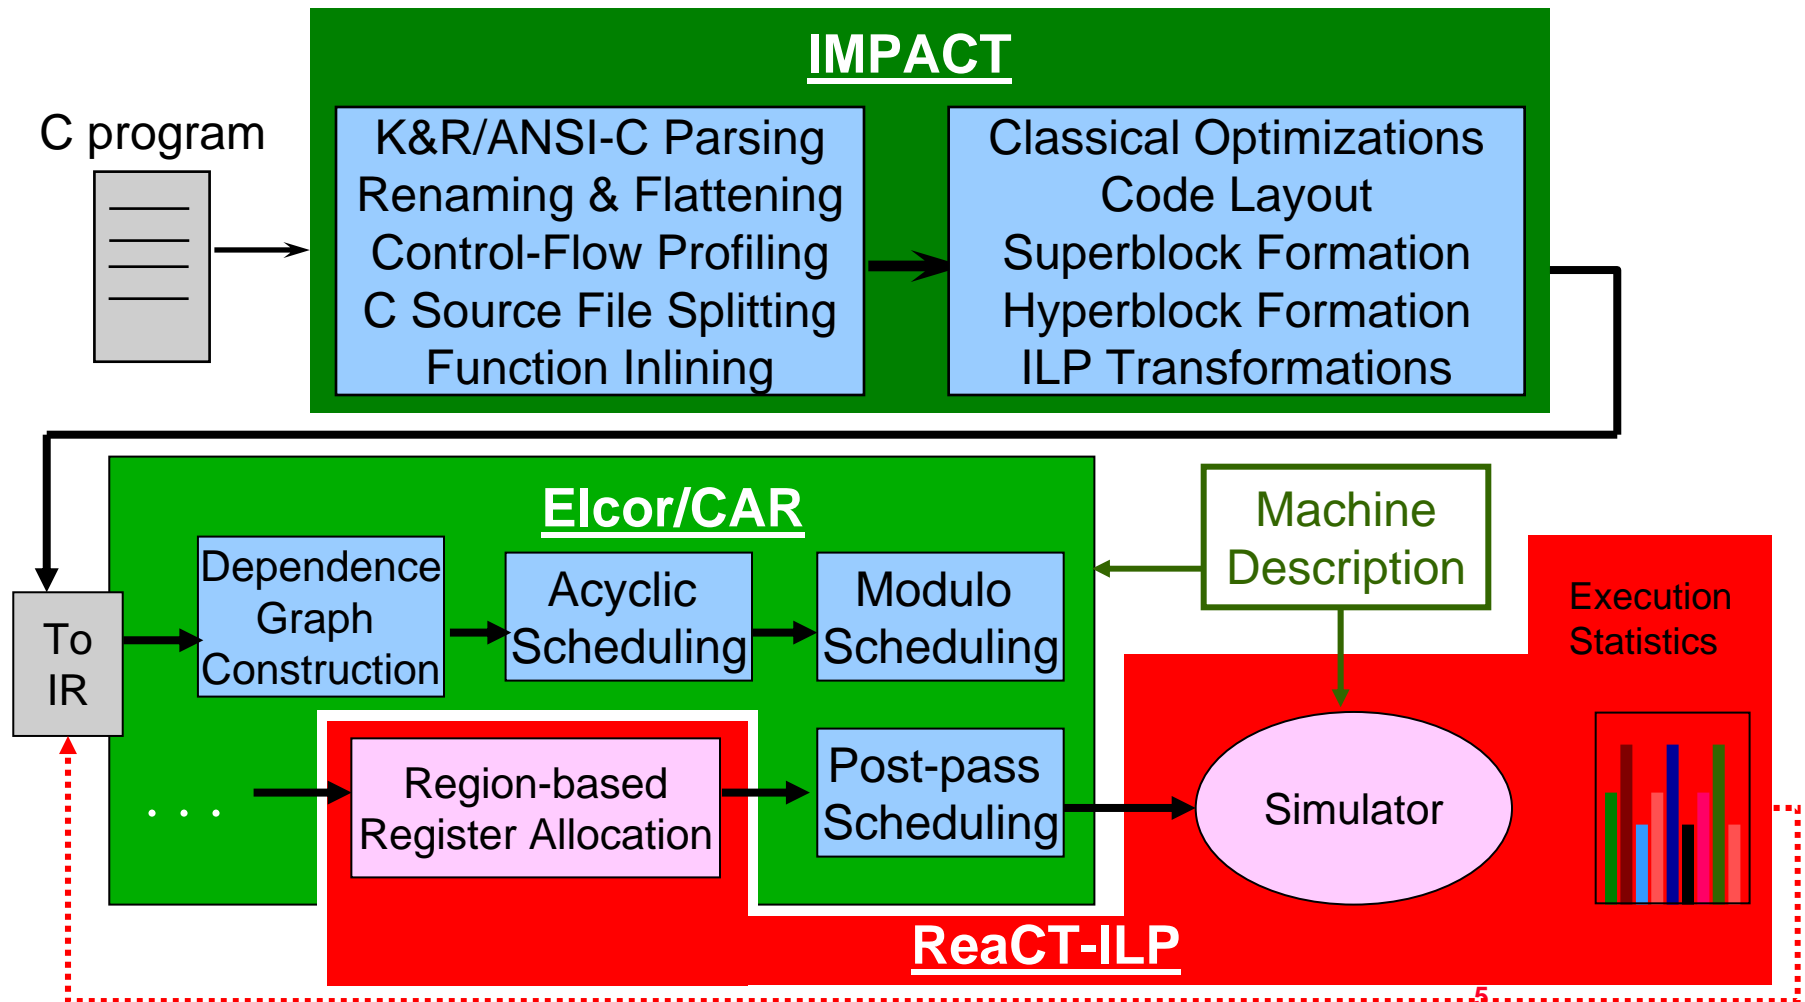 IMPACT
C program
K&R/ANSI-C Parsing
Renaming & Flattening
Control-Flow Profiling
C Source File Splitting
Function Inlining
Classical Optimizations
Code Layout
Superblock Formation
Hyperblock Formation
ILP Transformations
Elcor/CAR
Machine
Description
To
IR
Dependence
Graph
Construction
Acyclic
Scheduling
Modulo
Scheduling
Execution
Statistics
. . .
Region-based
Register Allocation
Post-pass
Scheduling
Simulator
ReaCT-ILP
5